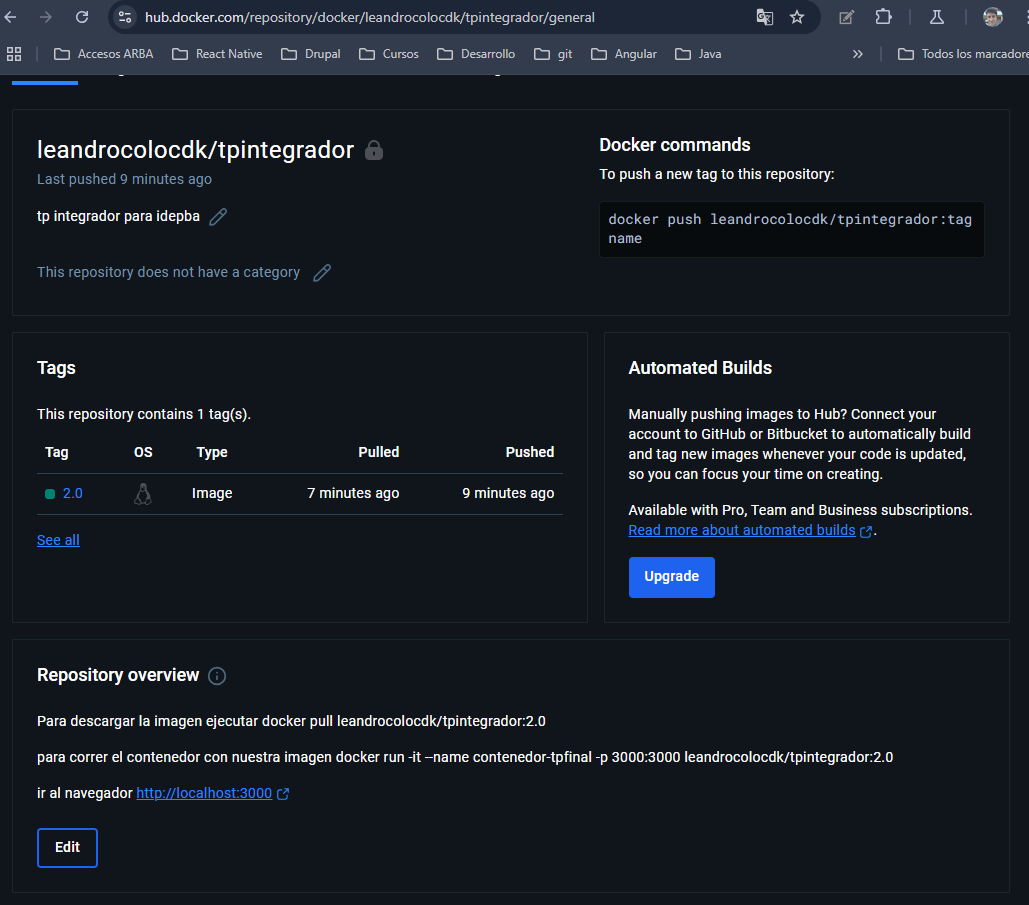 hub.docker.com/repository/docker/leandrocolocdk/tpintegrador/general
Accesos ARBA
React Native
Drupal
Cursos
Desarrollo
git
Angular
Java
»
Todos los marcadore
leandrocolocdk/tpintegrador
Last pushed 9 minutes ago
tp integrador para idepba
This repository does not have a category
Docker commands
To push a new tag to this repository:
docker push leandrocolocdk/tpintegrador:tag
name
Tags
This repository contains 1 tag(s).
Tag OS Type Pulled Pushed
2.0 Image 7 minutes ago 9 minutes ago
See all
Automated Builds
Manually pushing images to Hub? Connect your
account to GitHub or Bitbucket to automatically build
and tag new images whenever your code is updated,
so you can focus your time on creating.
Available with Pro, Team and Business subscriptions.
Read more about automated builds.
Upgrade
Repository overview
Para descargar la imagen ejecutar docker pull leandrocolocdk/tpintegrador:2.0
para correr el contenedor con nuestra imagen docker run -it –name contenedor-tpfinal -p 3000:3000 leandrocolocdk/tpintegrador:2.0
ir al navegador http://localhost:3000
Edit